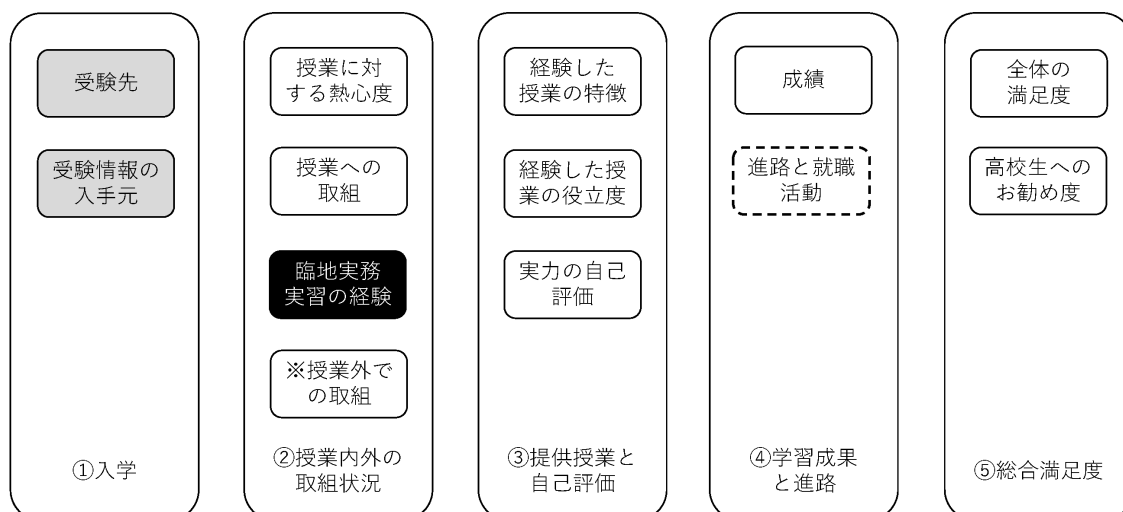 受験先
受験情報の
入手元
①入学
授業に対
する熱心度
授業への
取組
臨地実務
実習の経験
※授業外で
の取組
②授業内外の
取組状況
経験した
授業の特徴
経験した授
業の役立度
実力の自己
評価
③提供授業と
自己評価
成績
進路と就職
活動
④学習成果
と進路
全体の
満足度
高校生への
お勧め度
⑤総合満足度